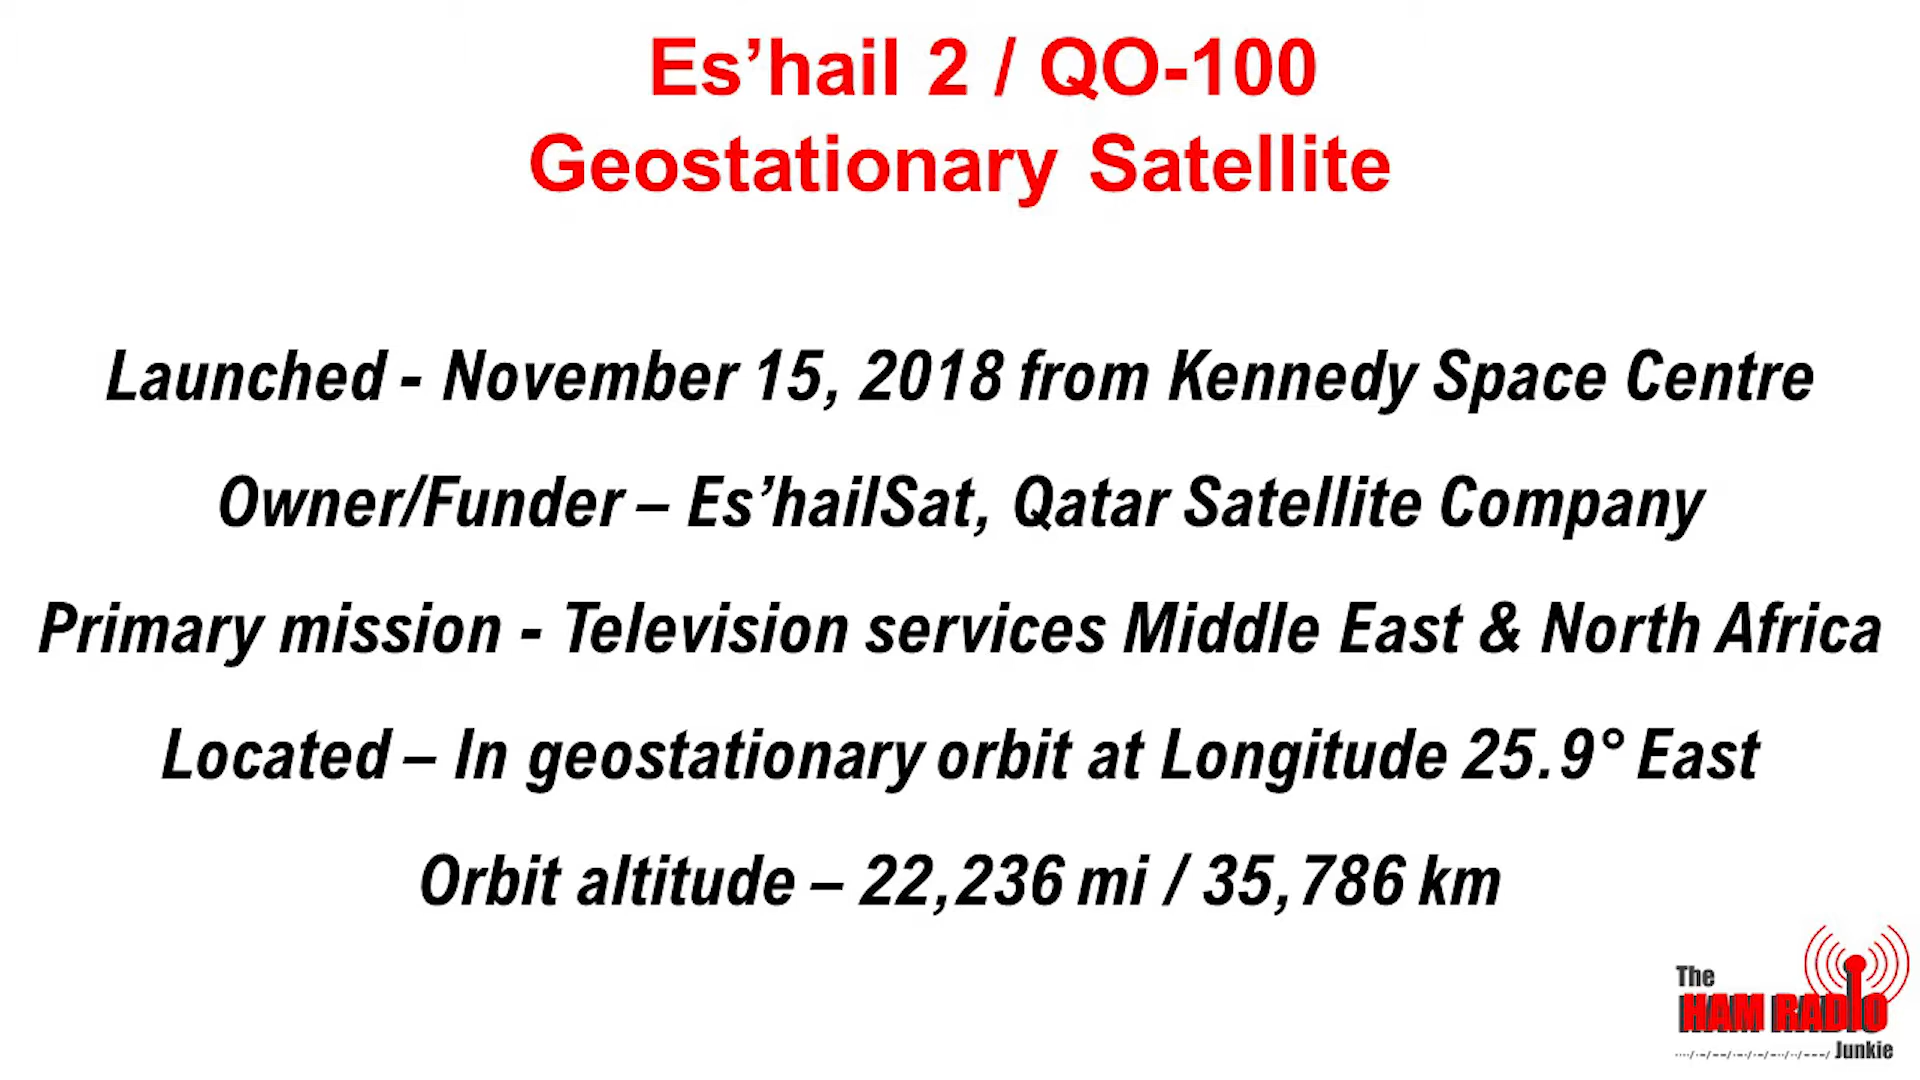 Es’hail 2 / QO-100
Geostationary Satellite
Launched - November 15, 2018 from Kennedy Space Centre
Owner/Funder – Es’hailSat, Qatar Satellite Company
Primary mission - Television services Middle East & North Africa
Located – In geostationary orbit at Longitude 25.9° East
Orbit altitude – 22,236 mi / 35,786 km
The
HAM RADIO
Junkie